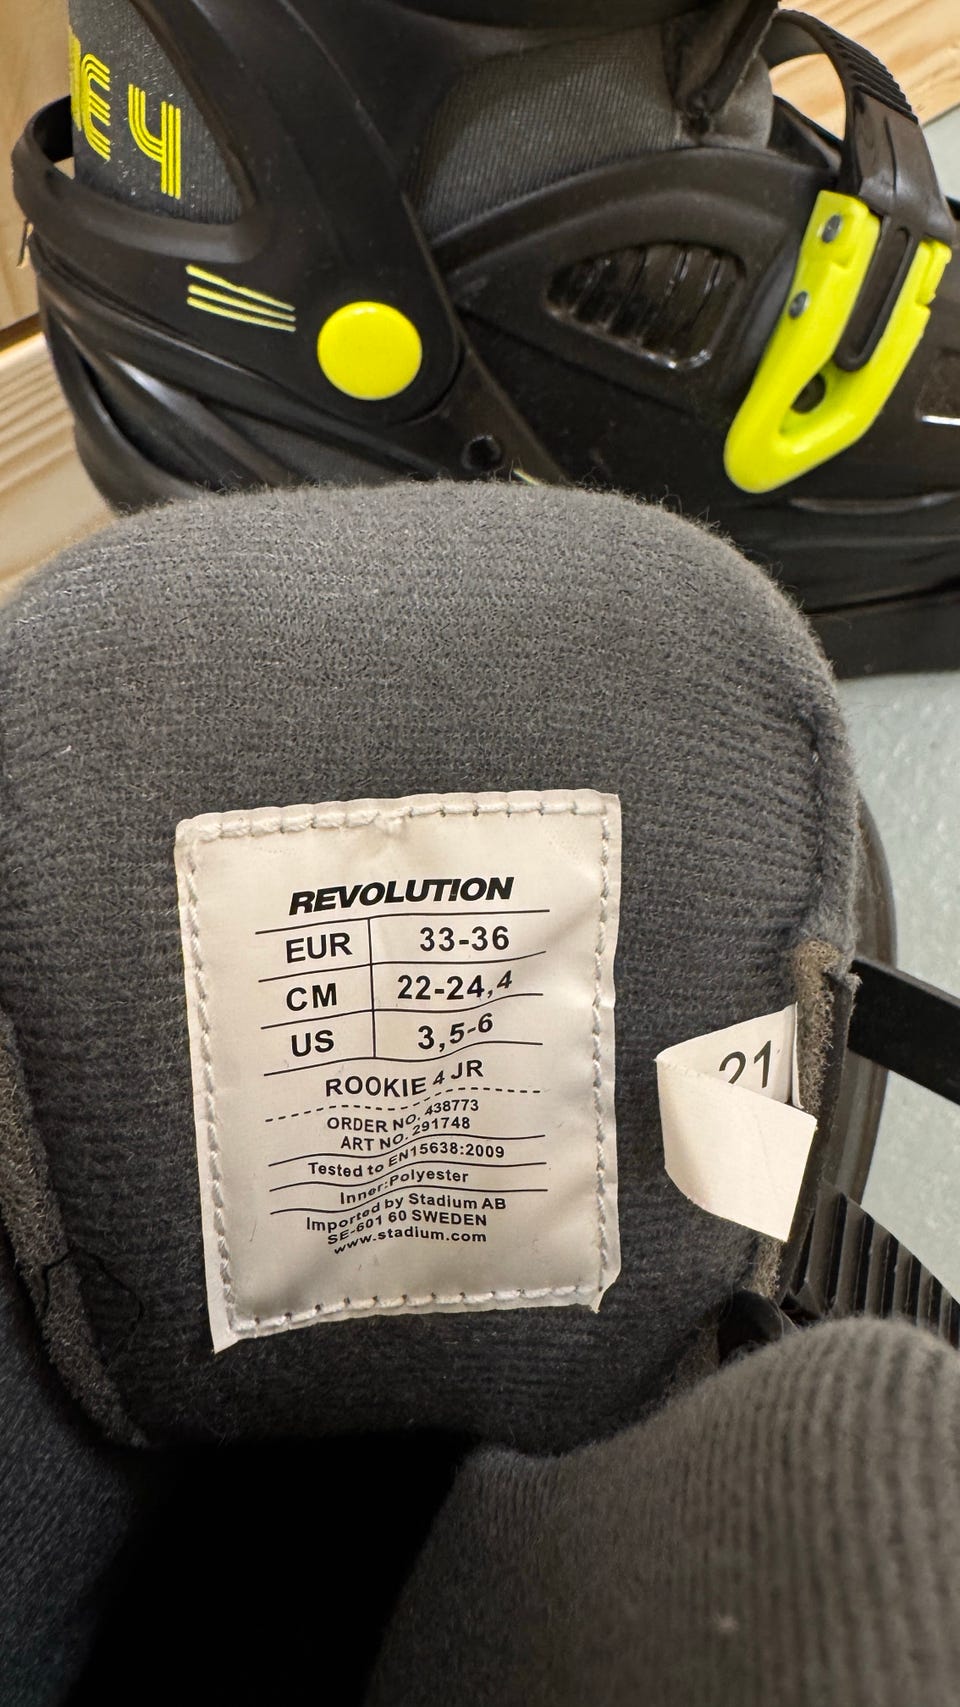 E 4
REVOLUTION
EUR 33-36
CM 22-24,4
US 3,5-6
ROOKIE 4 JR
ORDER NO. 438773
ART NO. 291748
Tested to EN15638:2009
Inner:Polyester
Imported by Stadium AB
SE-601 60 SWEDEN
www.stadium.com
21